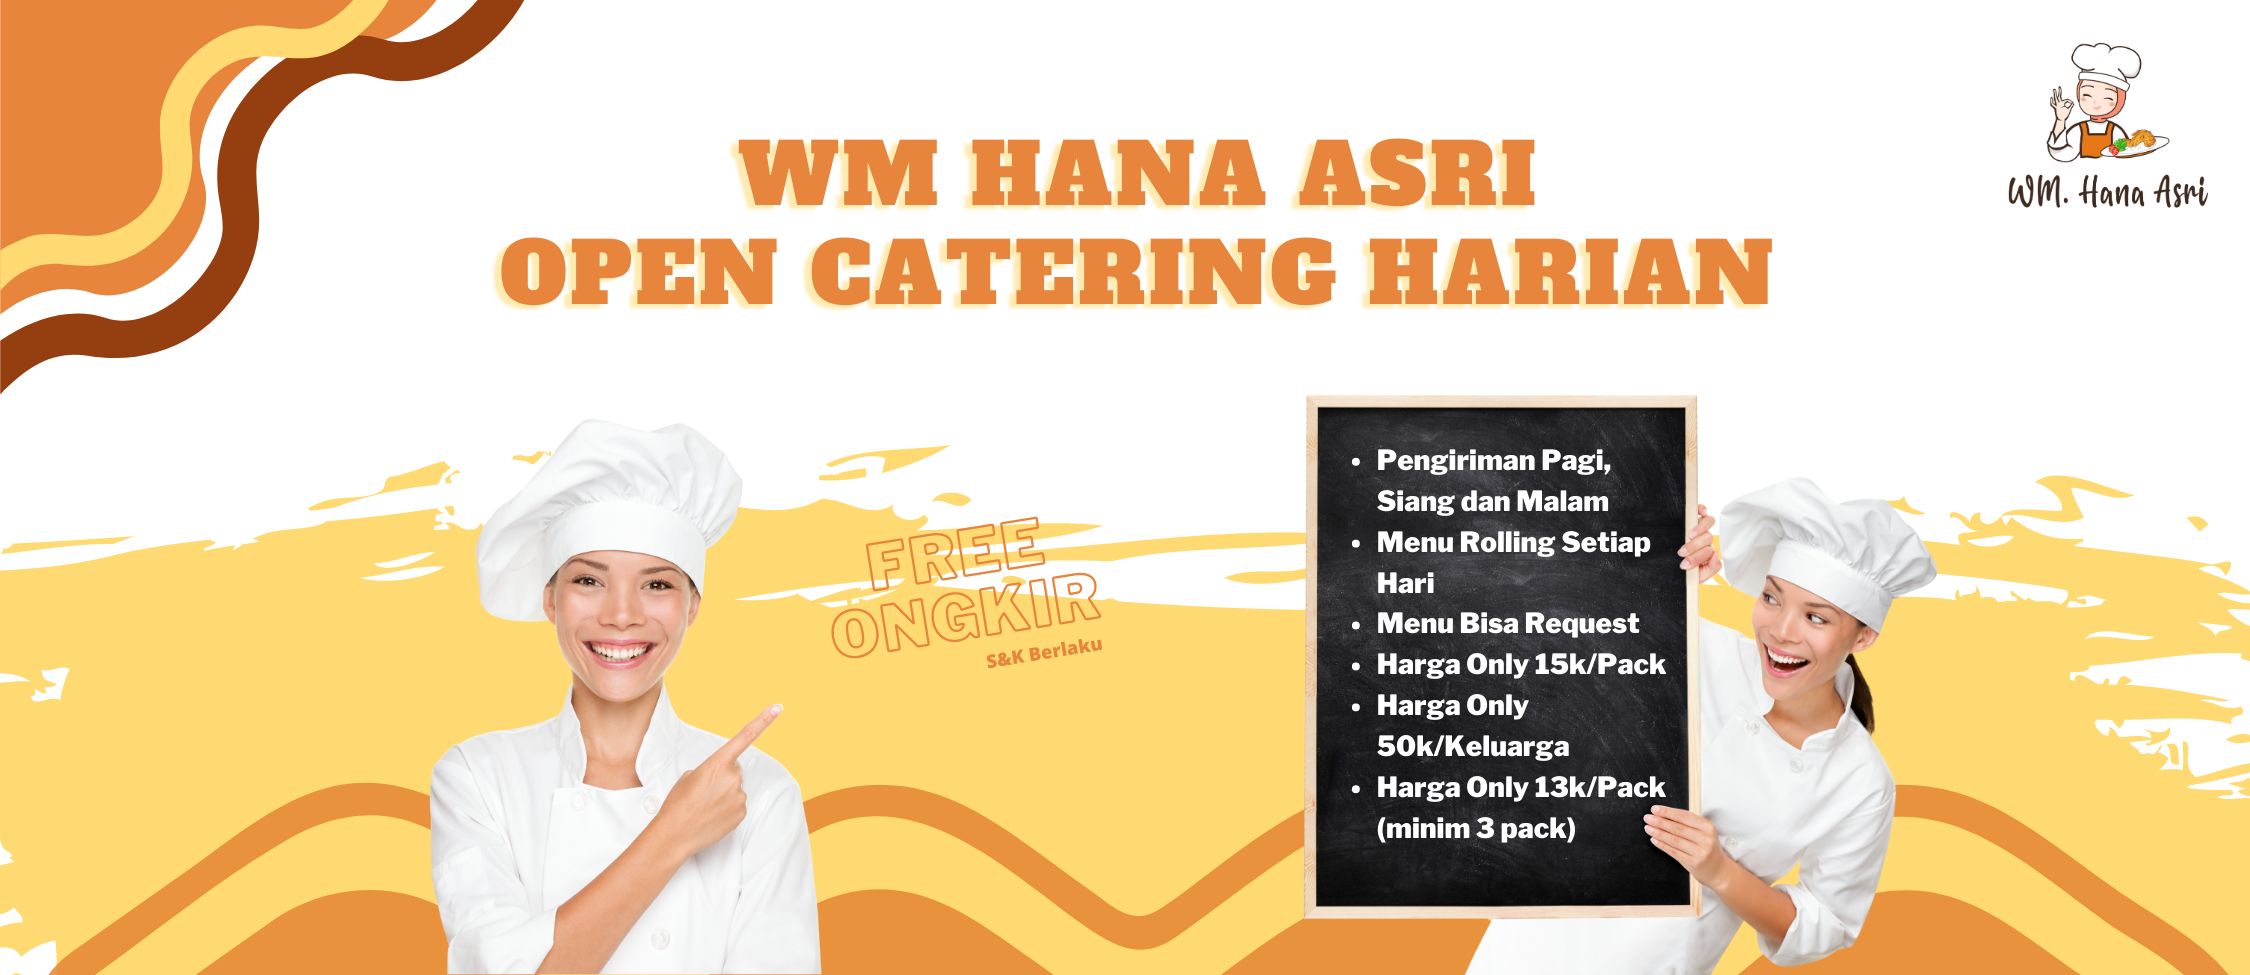 WM HANA ASRI
OPEN CATERING HARIAN
WM. Hana Asri
FREE
ONGKIR
S&K Berlaku
• Pengiriman Pagi,
Siang dan Malam
• Menu Rolling Setiap
Hari
• Menu Bisa Request
• Harga Only 15k/Pack
• Harga Only
50k/Keluarga
• Harga Only 13k/Pack
(minim 3 pack)